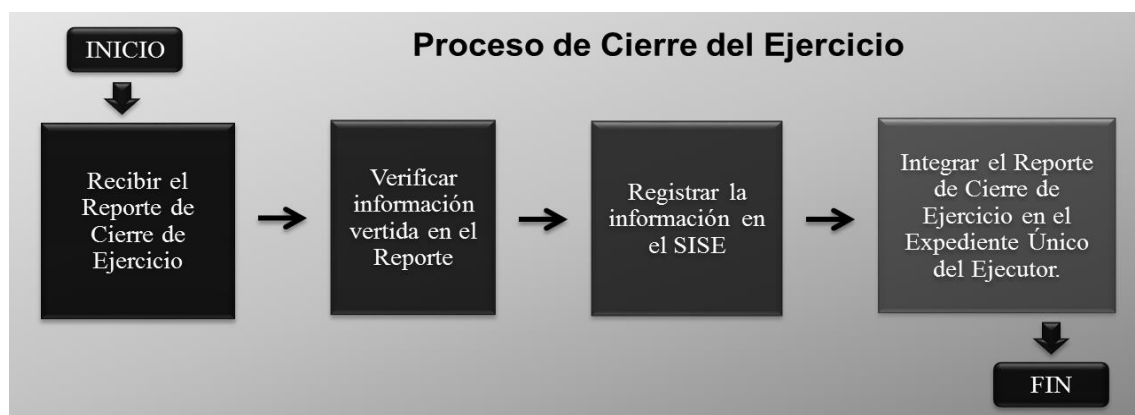 INICIO
Proceso de Cierre del Ejercicio
Recibir el
Reporte de
Cierre de
Ejercicio
Verificar
información
vertida en el
Reporte
Registrar la
información en
el SISE
Integrar el Reporte
de Cierre de
Ejercicio en el
Expediente Único
del Ejecutor.
FIN